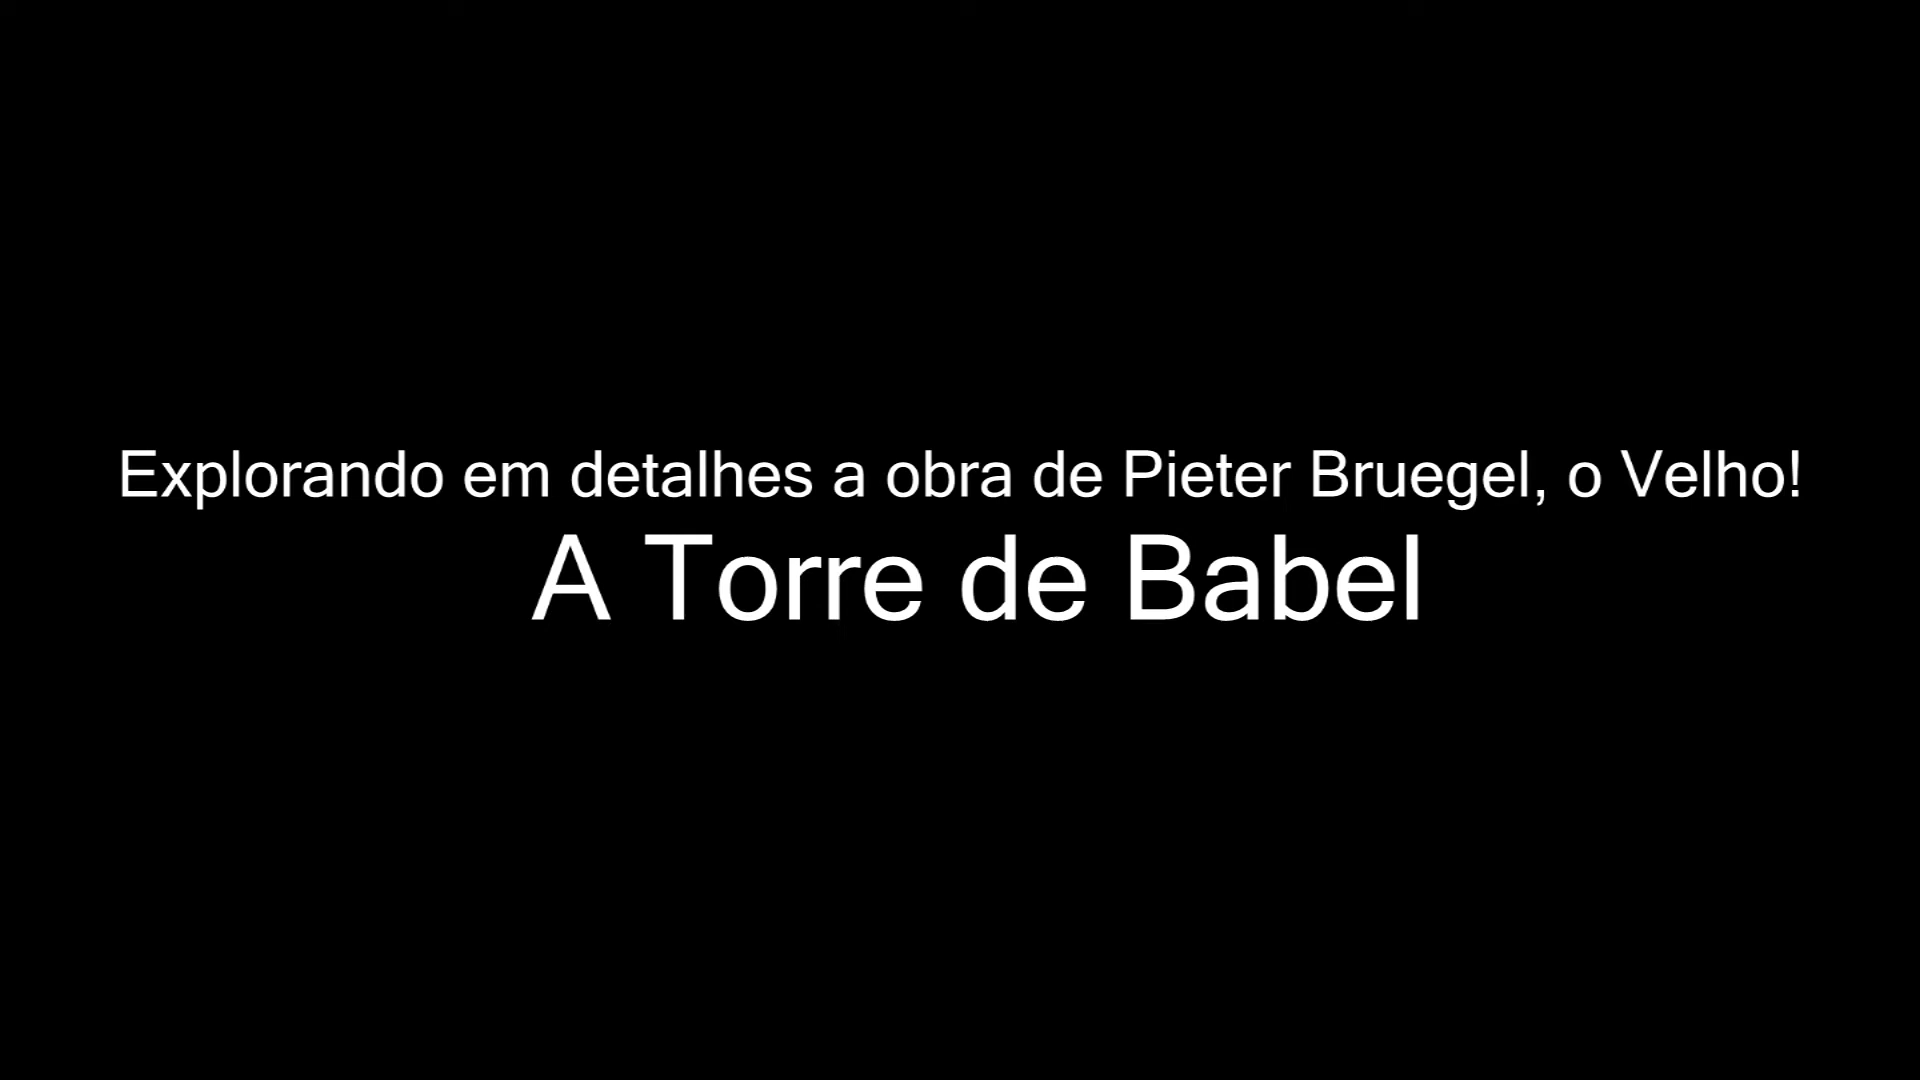 Explorando em detalhes a obra de Pieter Bruegel, o Velho!
A Torre de Babel